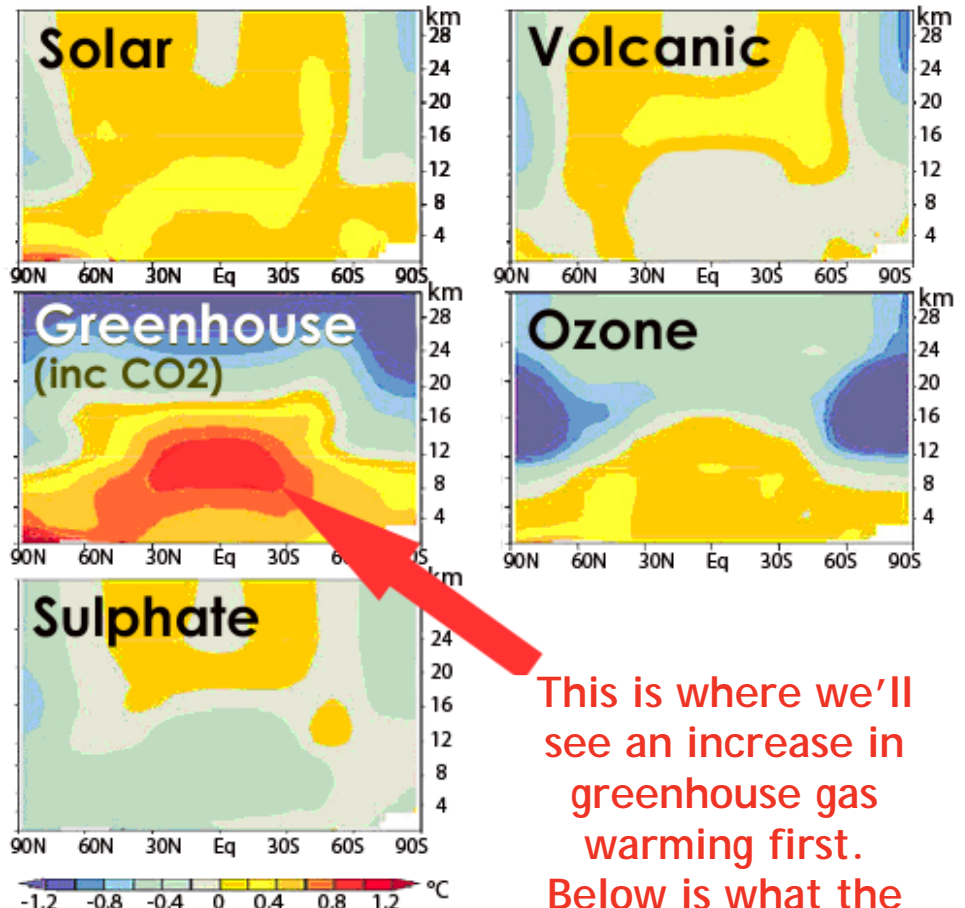 Solar
km
28
24
20
16
12
8
4
90N 60N 30N Eq 30S 60S 90S
Volcanic
km
28
24
20
16
12
8
4
90N 60N 30N Eq 30S 60S 90S
Greenhouse
(inc CO2)
km
28
24
20
16
12
8
4
90N 60N 30N Eq 30S
Ozone
km
28
24
20
16
12
8
4
90N 60N 30N Eq 30S 60S 90S
Sulphate
24
20
16
12
8
4
90N 60N 30N Eq 30S 60S 90S
-1.2 -0.8 -0.4 0 0.4 0.8 1.2 °C
This is where we'll
see an increase in
greenhouse gas
warming first.
Below is what the